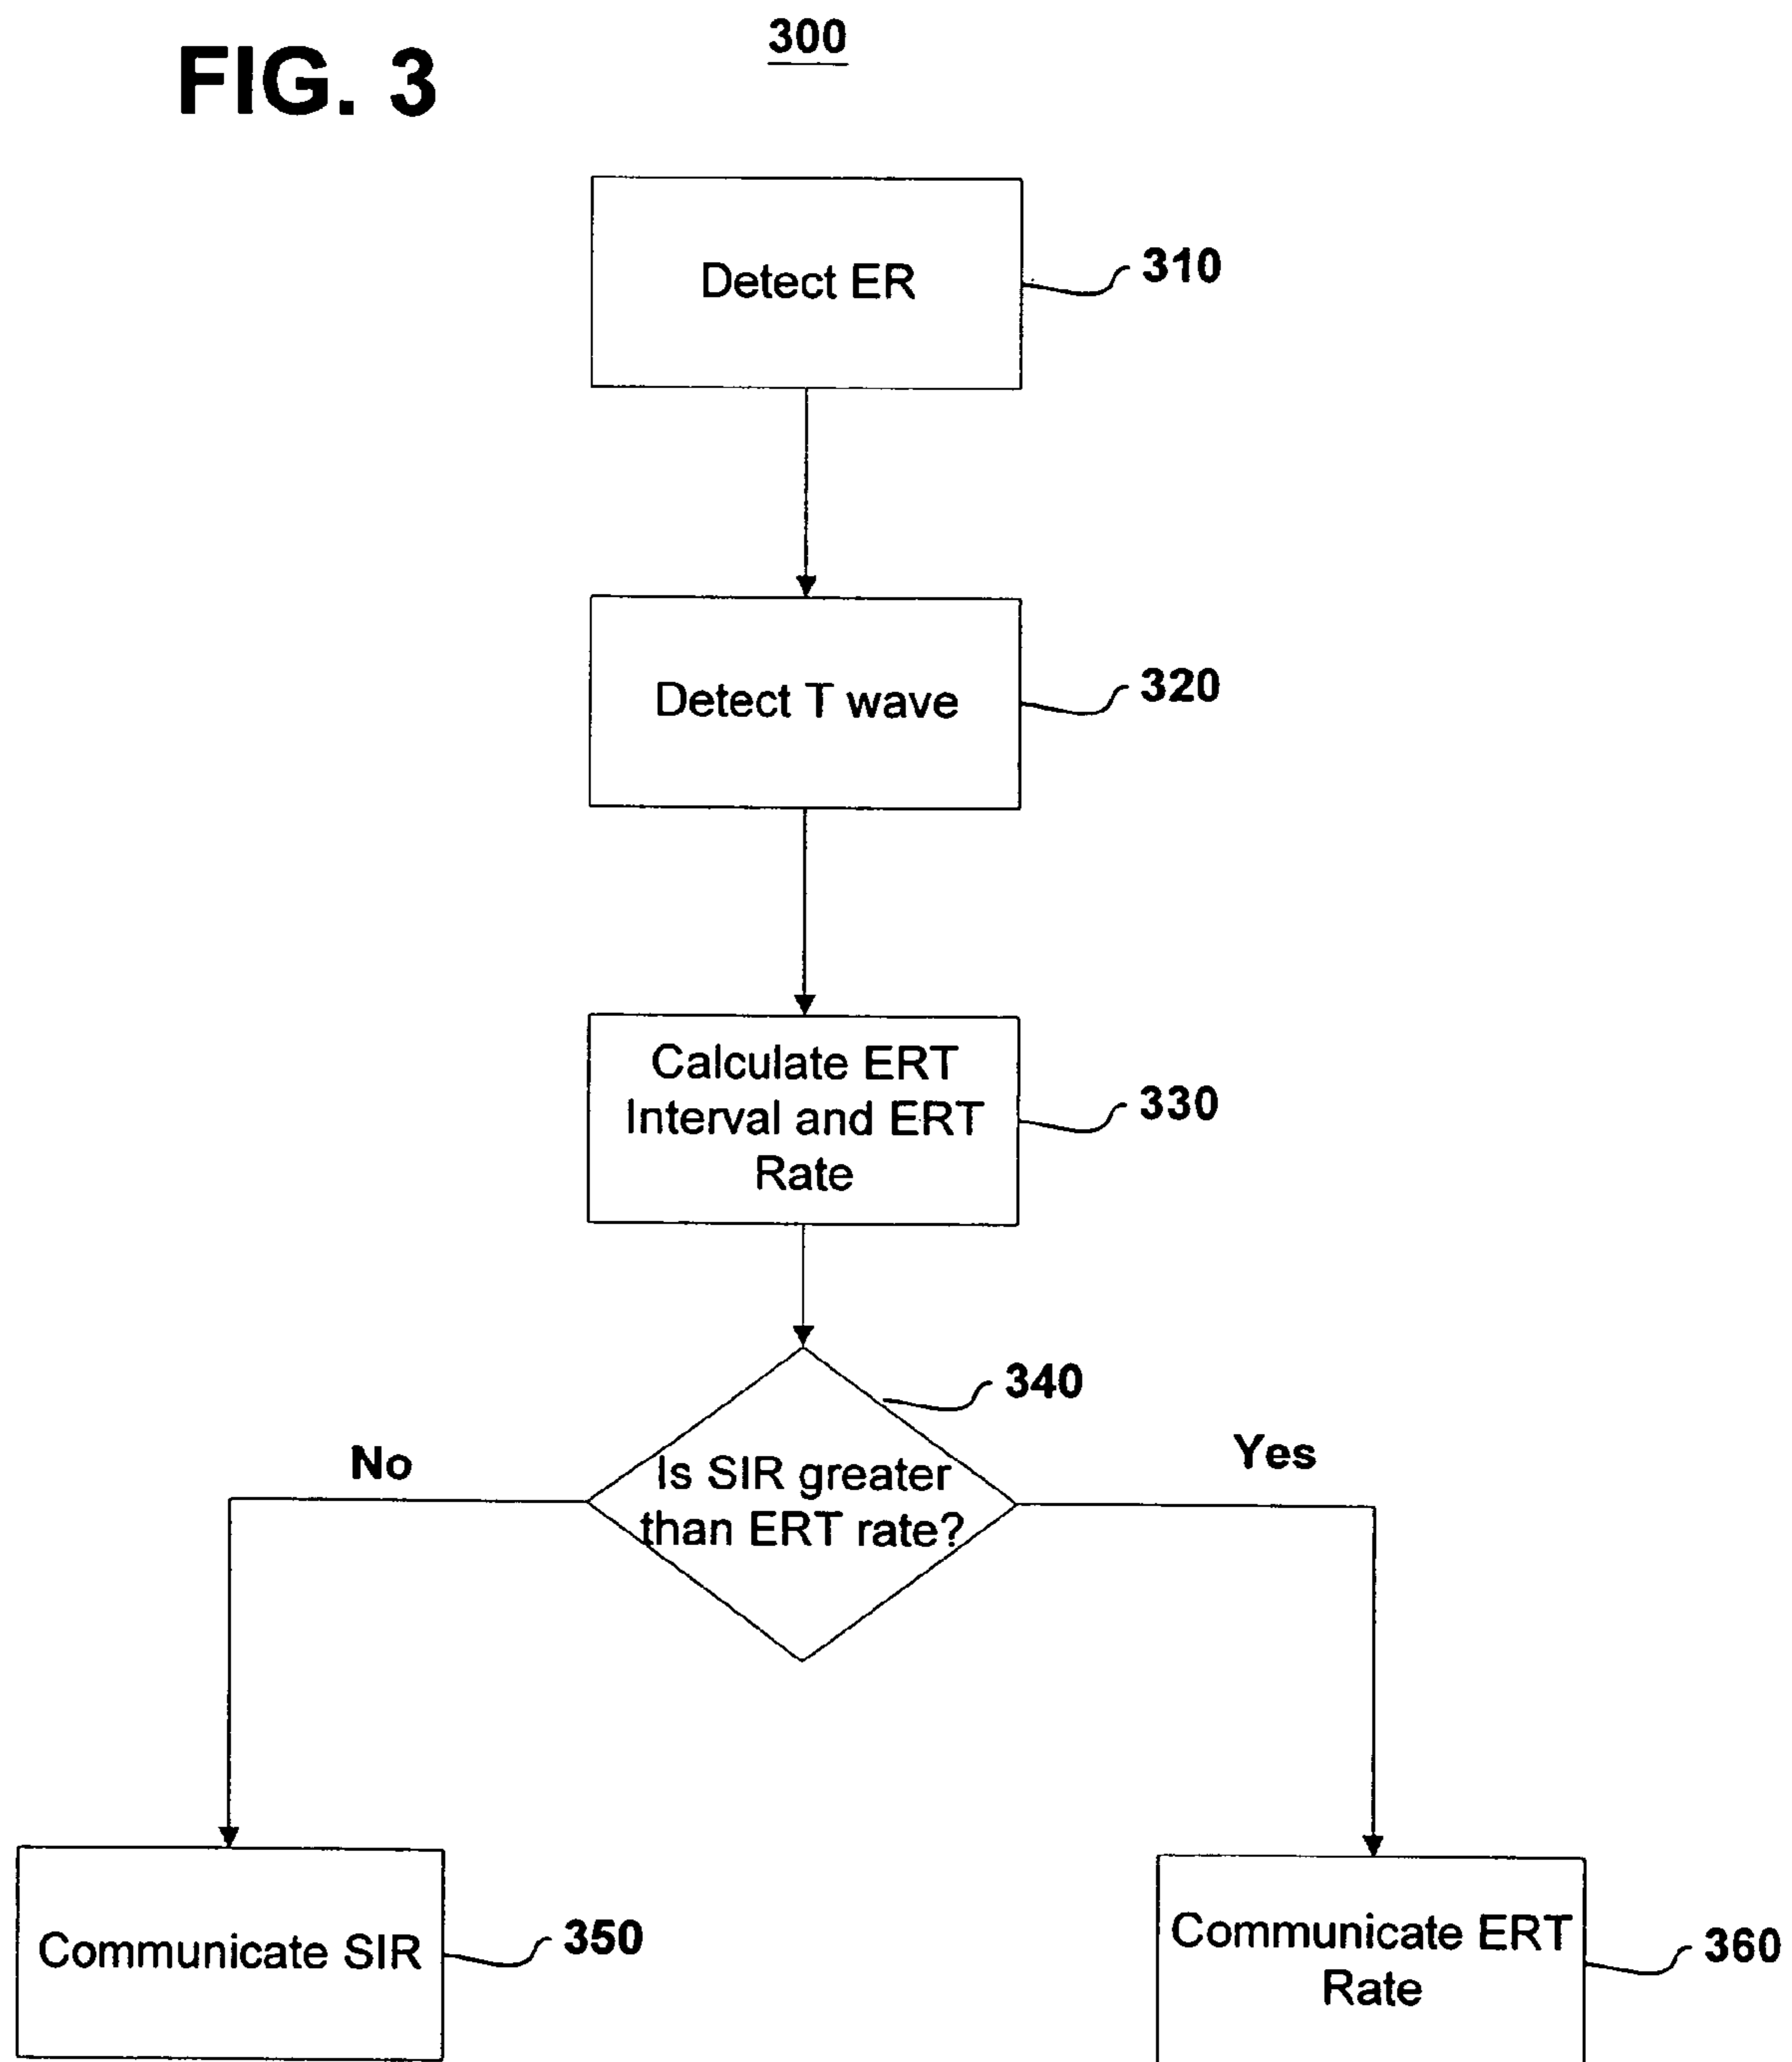 FIG. 3
300
Detect ER
310
Detect T wave
320
Calculate ERT
Interval and ERT
Rate
330
340
No
Yes
Is SIR greater
than ERT rate?
Communicate SIR
350
Communicate ERT
Rate
360